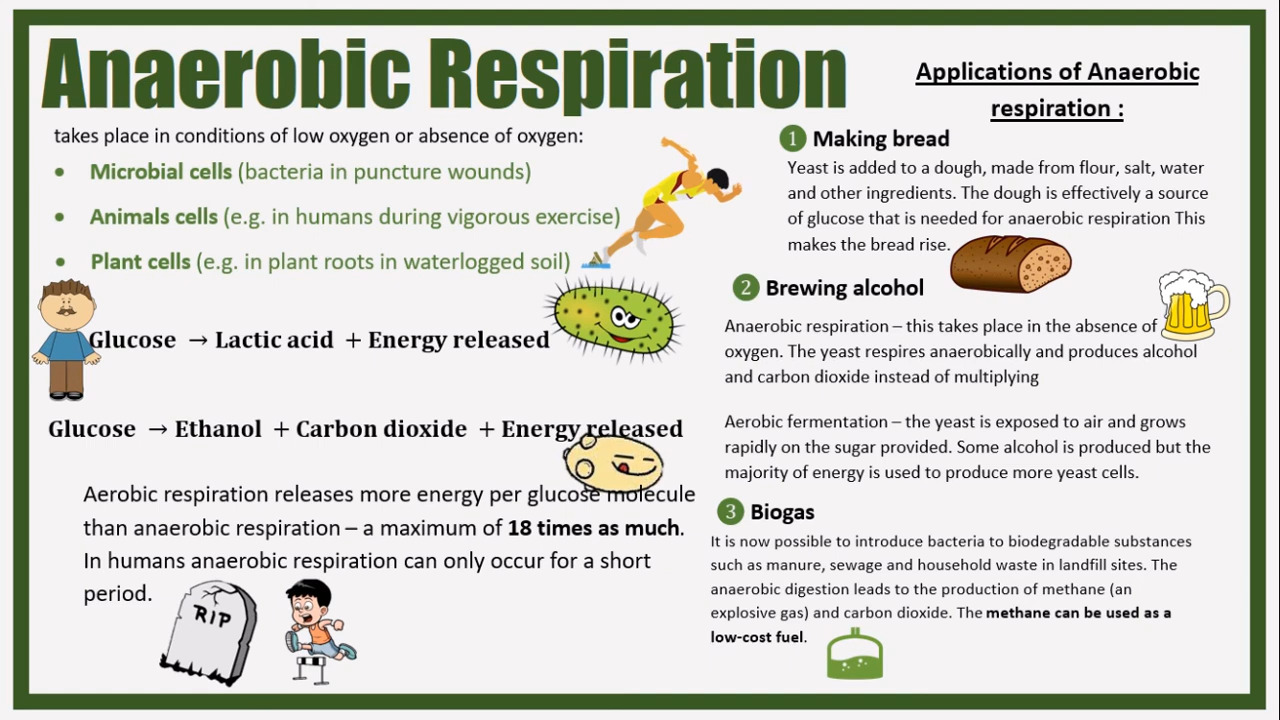 Anaerobic Respiration
takes place in conditions of low oxygen or absence of oxygen:
• Microbial cells (bacteria in puncture wounds)
• Animals cells (e.g. in humans during vigorous exercise)
• Plant cells (e.g. in plant roots in waterlogged soil)
Glucose → Lactic acid + Energy released
Glucose → Ethanol + Carbon dioxide + Energy released
Aerobic respiration releases more energy per glucose molecule
than anaerobic respiration – a maximum of 18 times as much.
In humans anaerobic respiration can only occur for a short
period.
RIP
Applications of Anaerobic
respiration :
1 Making bread
Yeast is added to a dough, made from flour, salt, water
and other ingredients. The dough is effectively a source
of glucose that is needed for anaerobic respiration This
makes the bread rise.
2 Brewing alcohol
Anaerobic respiration – this takes place in the absence of
oxygen. The yeast respires anaerobically and produces alcohol
and carbon dioxide instead of multiplying
Aerobic fermentation – the yeast is exposed to air and grows
rapidly on the sugar provided. Some alcohol is produced but the
majority of energy is used to produce more yeast cells.
3 Biogas
It is now possible to introduce bacteria to biodegradable substances
such as manure, sewage and household waste in landfill sites. The
anaerobic digestion leads to the production of methane (an
explosive gas) and carbon dioxide. The methane can be used as a
low-cost fuel.